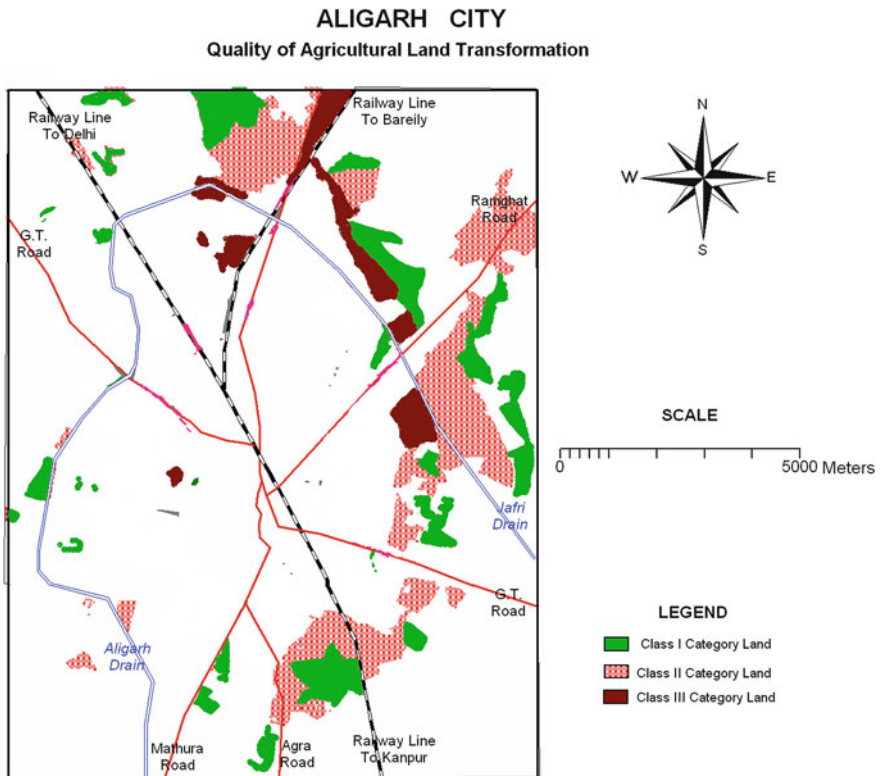 ALIGARH CITY
Quality of Agricultural Land Transformation
Railway Line
To Delhi
Railway Line
To Bareily
Ramghat
Road
G.T.
Road
Jafri
Drain
G.T.
Road
Aligarh
Drain
Mathura
Road
Agra
Road
Railway Line
To Kanpur
N
W
E
S
SCALE
0
5000 Meters
LEGEND
Class I Category Land
Class II Category Land
Class III Category Land